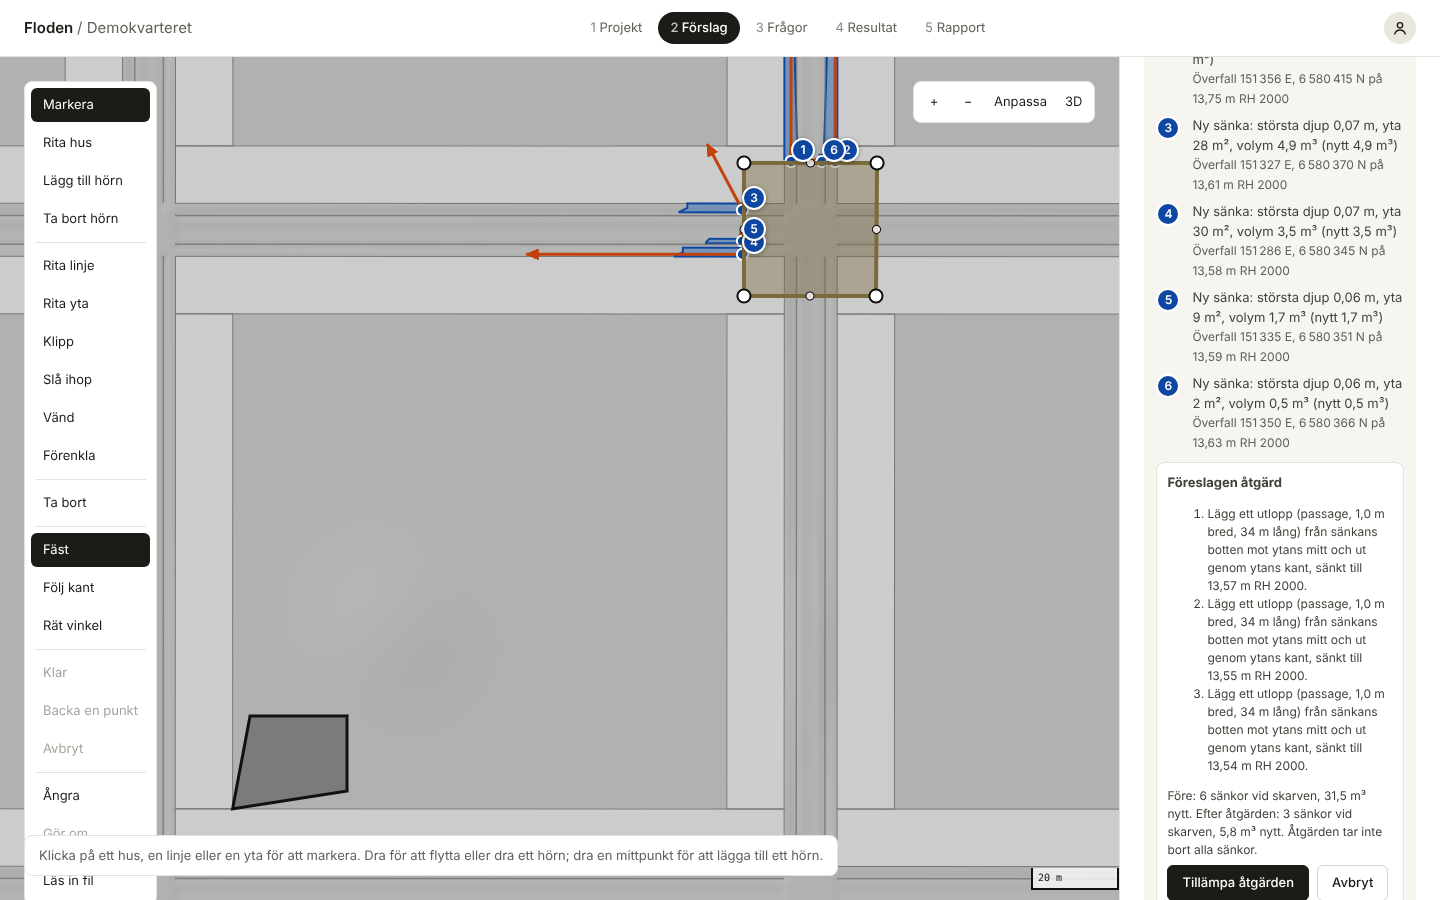 Floden / Demokvarteret
1 Projekt
2 Förslag
3 Frågor
4 Resultat
5 Rapport
Markera
Rita hus
Lägg till hörn
Ta bort hörn
Rita linje
Rita yta
Klipp
Slå ihop
Vänd
Förenkla
Ta bort
Fäst
Följ kant
Rät vinkel
Klar
Backa en punkt
Avbryt
Ångra
Gör om
Läs in fil
+
−
Anpassa
3D
1
6
2
3
5
4
Klicka på ett hus, en linje eller en yta för att markera. Dra för att flytta eller dra ett hörn; dra en mittpunkt för att lägga till ett hörn.
20 m
m³)
Överfall 151 356 E, 6 580 415 N på
13,75 m RH 2000
3
Ny sänka: största djup 0,07 m, yta
28 m², volym 4,9 m³ (nytt 4,9 m³)
Överfall 151 327 E, 6 580 370 N på
13,61 m RH 2000
4
Ny sänka: största djup 0,07 m, yta
30 m², volym 3,5 m³ (nytt 3,5 m³)
Överfall 151 286 E, 6 580 345 N på
13,58 m RH 2000
5
Ny sänka: största djup 0,06 m, yta
9 m², volym 1,7 m³ (nytt 1,7 m³)
Överfall 151 335 E, 6 580 351 N på
13,59 m RH 2000
6
Ny sänka: största djup 0,06 m, yta
2 m², volym 0,5 m³ (nytt 0,5 m³)
Överfall 151 350 E, 6 580 366 N på
13,63 m RH 2000
Föreslagen åtgärd
1. Lägg ett utlopp (passage, 1,0 m
bred, 34 m lång) från sänkans
botten mot ytans mitt och ut
genom ytans kant, sänkt till
13,57 m RH 2000.
2. Lägg ett utlopp (passage, 1,0 m
bred, 34 m lång) från sänkans
botten mot ytans mitt och ut
genom ytans kant, sänkt till
13,55 m RH 2000.
3. Lägg ett utlopp (passage, 1,0 m
bred, 34 m lång) från sänkans
botten mot ytans mitt och ut
genom ytans kant, sänkt till
13,54 m RH 2000.
Före: 6 sänkor vid skarven, 31,5 m³
nytt. Efter åtgärden: 3 sänkor vid
skarven, 5,8 m³ nytt. Åtgärden tar inte
bort alla sänkor.
Tillämpa åtgärden
Avbryt